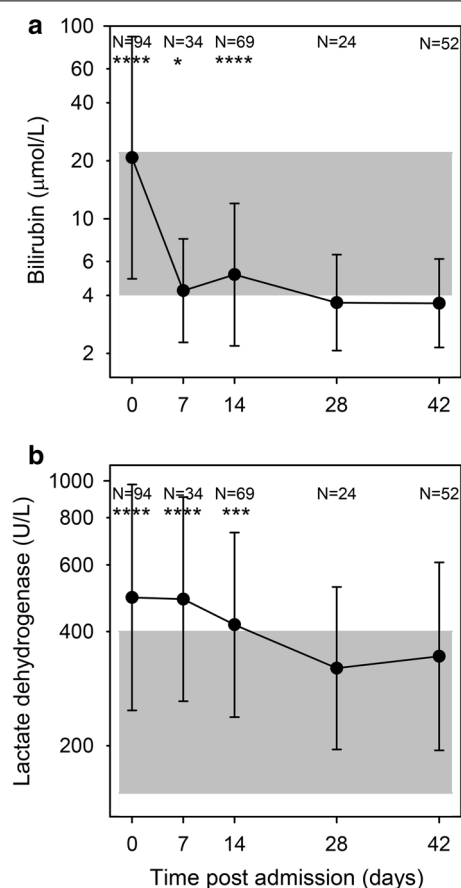 a
100
N=94 N=34 N=69 N=24 N=52
**** * ****
60
40
20
10
6
4
2
Bilirubin (μmol/L)
0 7 14 28 42
b
1000
N=94 N=34 N=69 N=24 N=52
**** **** ***
800
600
400
200
Lactate dehydrogenase (U/L)
0 7 14 28 42
Time post admission (days)